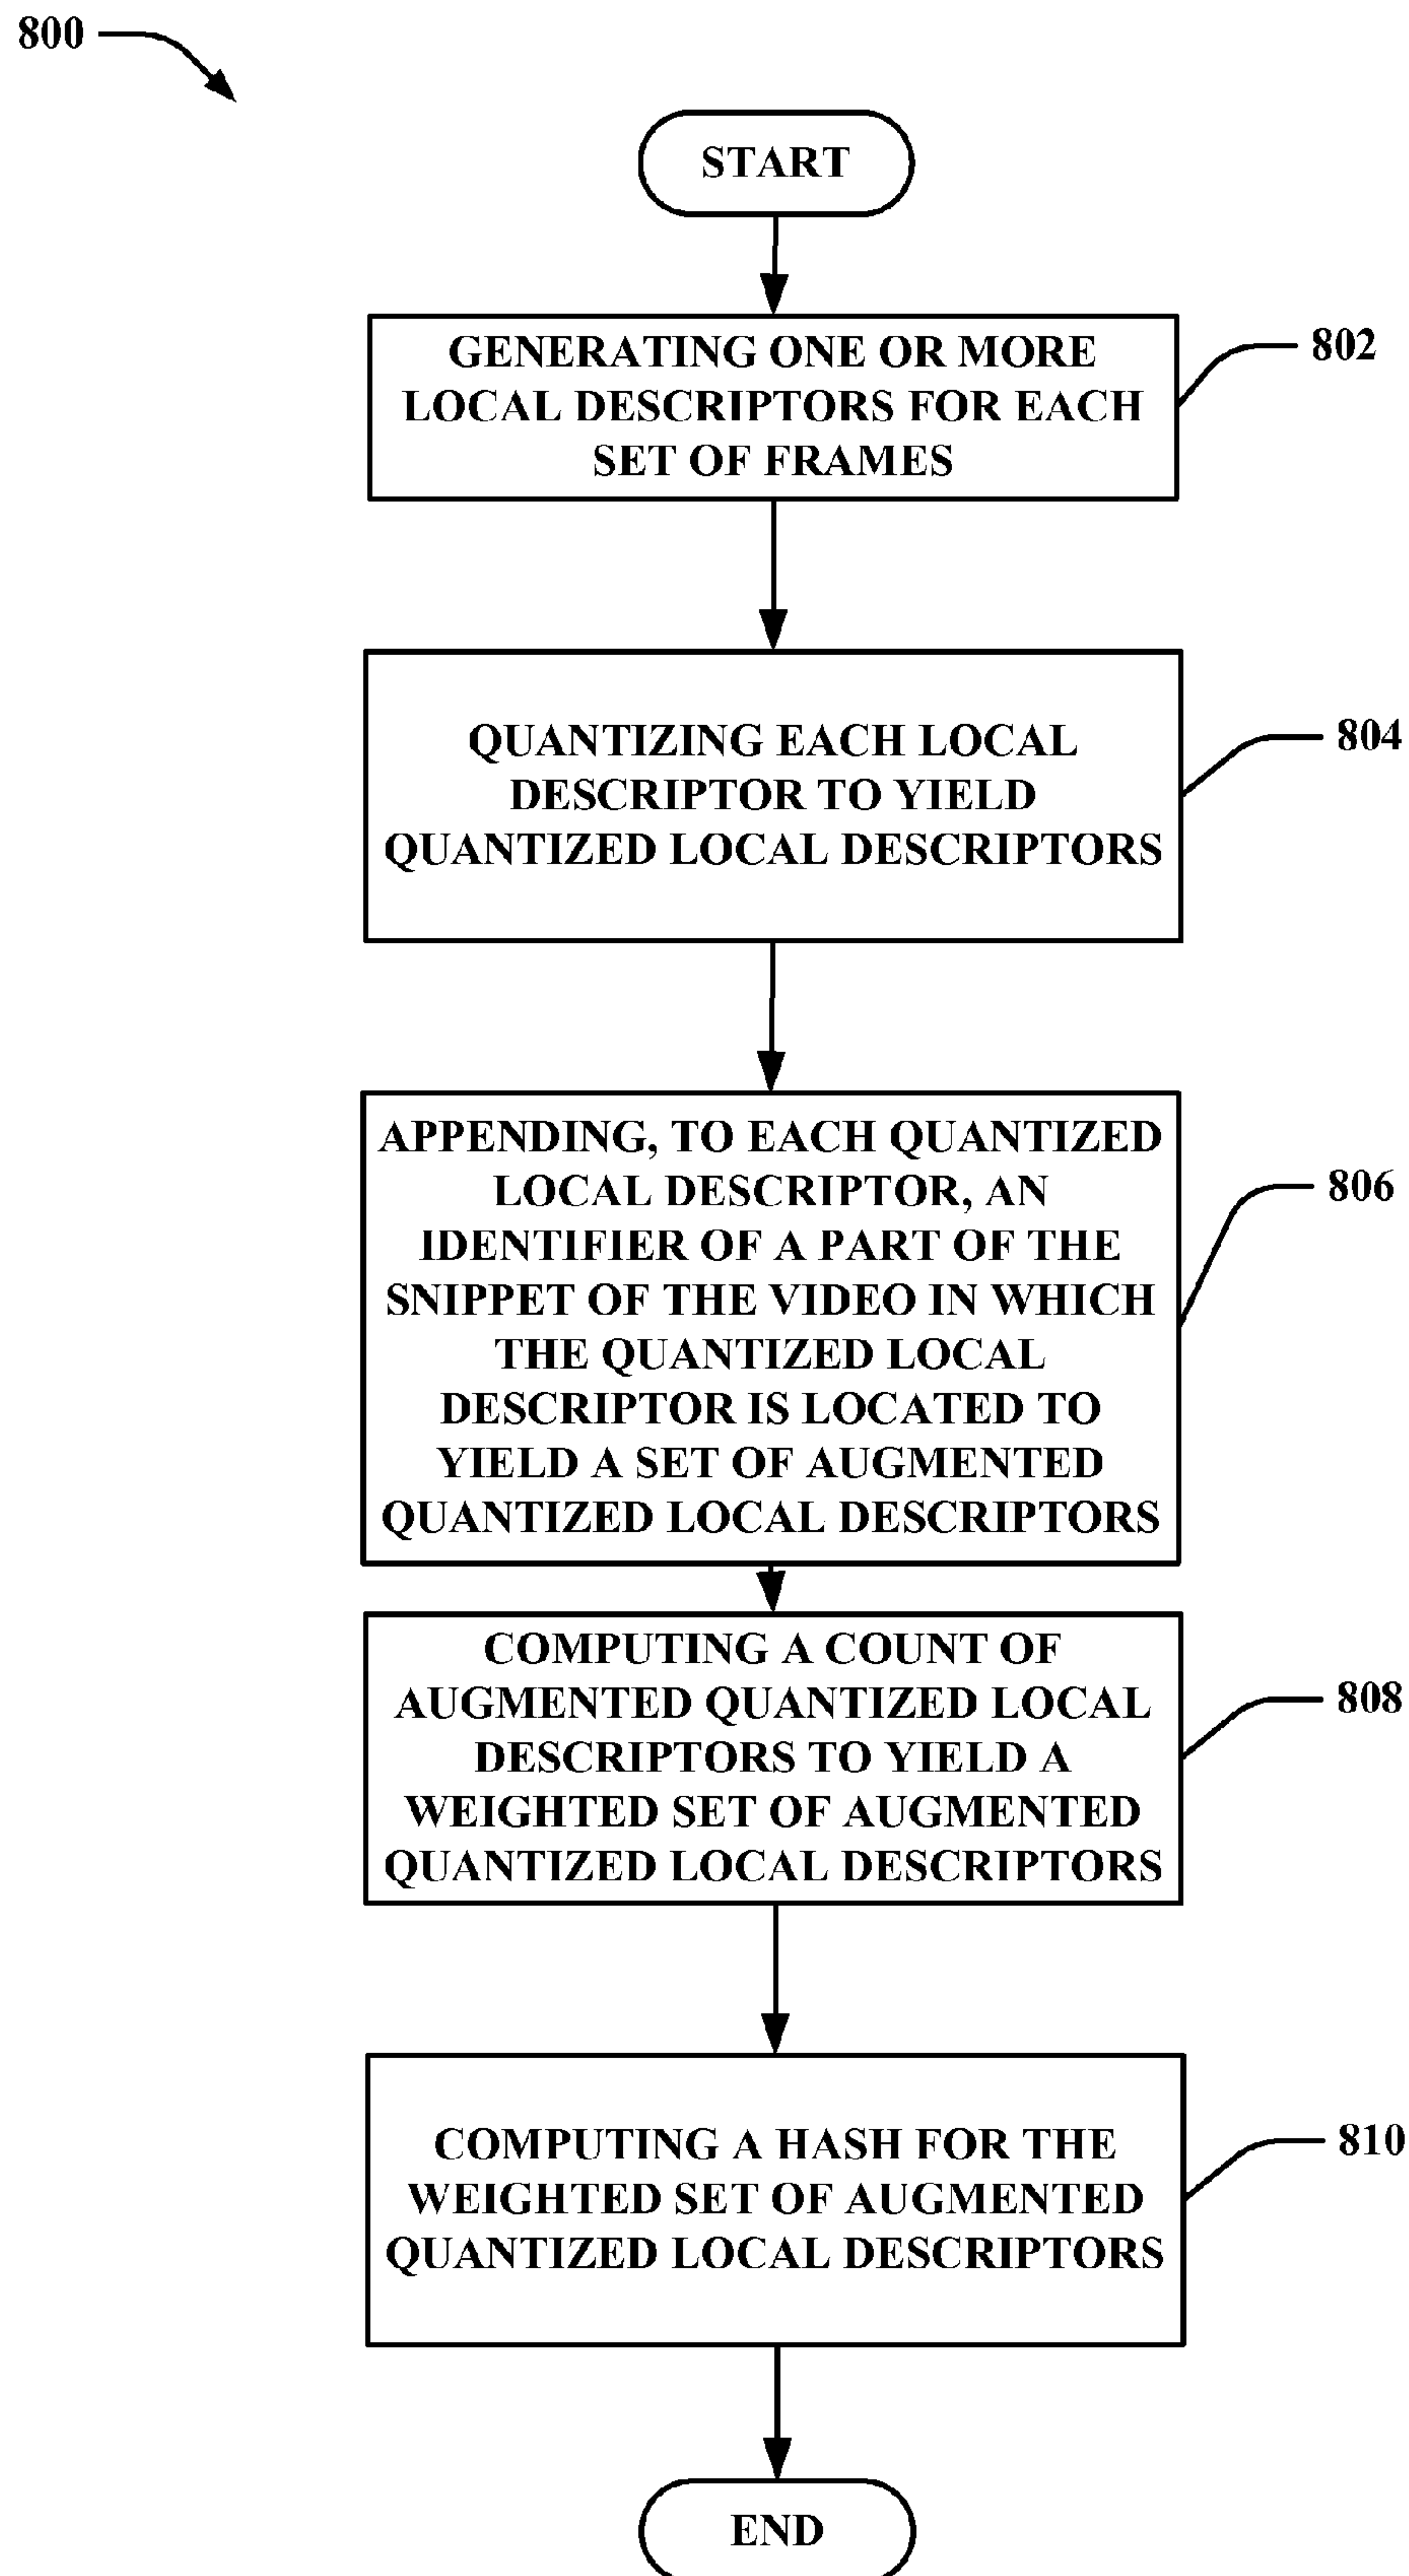 800
START
GENERATING ONE OR MORE
LOCAL DESCRIPTORS FOR EACH
SET OF FRAMES
802
QUANTIZING EACH LOCAL
DESCRIPTOR TO YIELD
QUANTIZED LOCAL DESCRIPTORS
804
APPENDING, TO EACH QUANTIZED
LOCAL DESCRIPTOR, AN
IDENTIFIER OF A PART OF THE
SNIPPET OF THE VIDEO IN WHICH
THE QUANTIZED LOCAL
DESCRIPTOR IS LOCATED TO
YIELD A SET OF AUGMENTED
QUANTIZED LOCAL DESCRIPTORS
806
COMPUTING A COUNT OF
AUGMENTED QUANTIZED LOCAL
DESCRIPTORS TO YIELD A
WEIGHTED SET OF AUGMENTED
QUANTIZED LOCAL DESCRIPTORS
808
COMPUTING A HASH FOR THE
WEIGHTED SET OF AUGMENTED
QUANTIZED LOCAL DESCRIPTORS
810
END